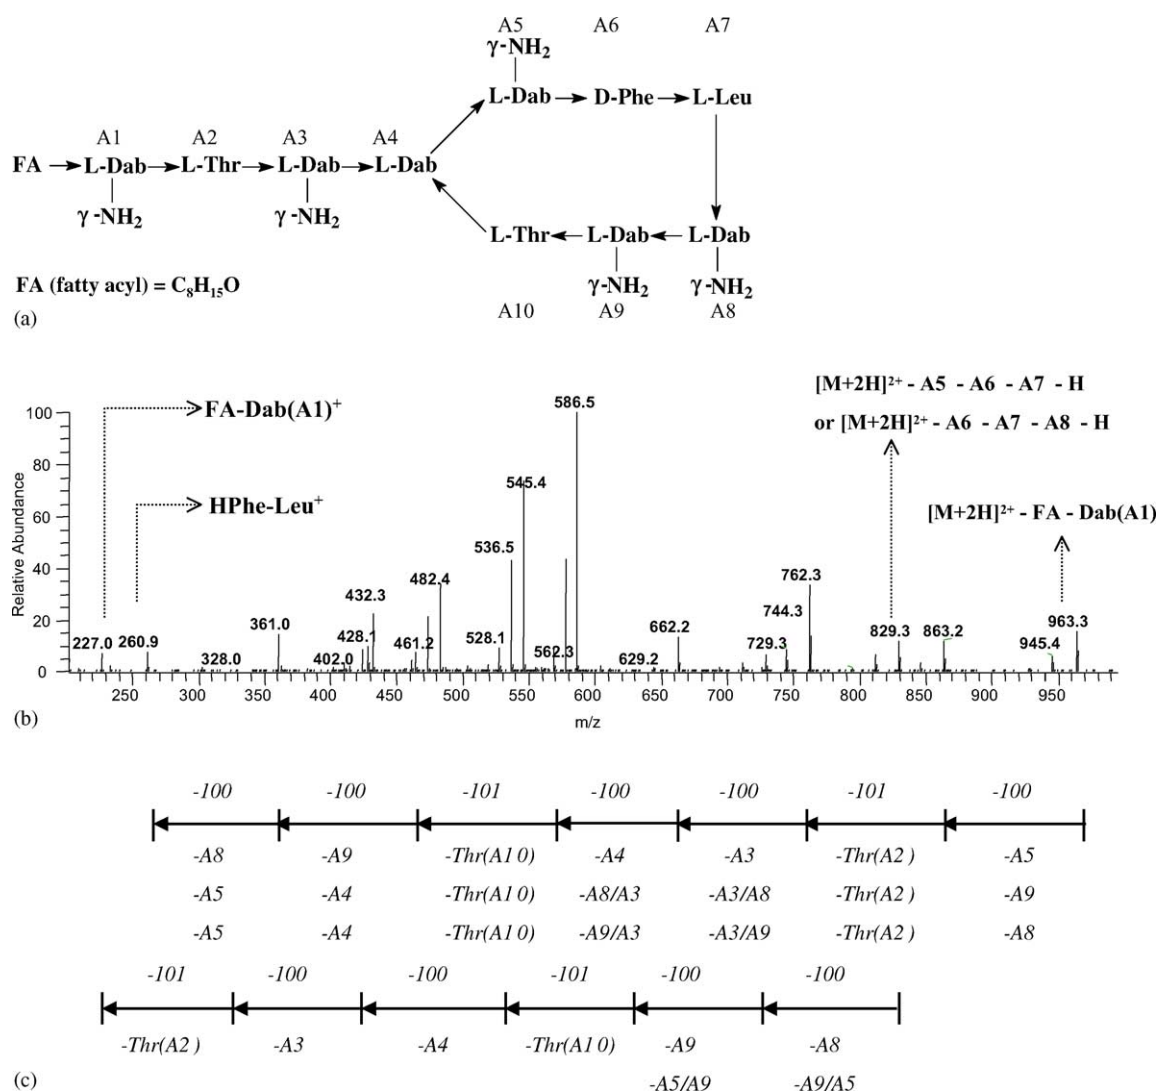 A5 A6 A7
γ-NH2
L-Dab D-Phe L-Leu
A1 A2 A3 A4
FA L-Dab L-Thr L-Dab L-Dab
γ-NH2 γ-NH2
L-Thr L-Dab L-Dab
γ-NH2 γ-NH2
FA (fatty acyl) = C8H15O
A10 A9 A8
(a)
[M+2H]2+ - A5 - A6 - A7 - H
or [M+2H]2+ - A6 - A7 - A8 - H
FA-Dab(A1)+
HPhe-Leu+
[M+2H]2+ - FA - Dab(A1)
Relative Abundance
100
80
60
40
20
0
227.0 260.9 328.0 361.0 402.0 428.1 432.3 461.2 482.4 528.1 536.5 545.4 562.3 586.5 629.2 662.2 729.3 744.3 762.3 829.3 863.2 945.4 963.3
250 300 350 400 450 500 550 600 650 700 750 800 850 900 950
m/z
(b)
-100 -100 -101 -100 -100 -101 -100
-A8 -A9 -Thr(A10) -A4 -A3 -Thr(A2) -A5
-A5 -A4 -Thr(A10) -A8/A3 -A3/A8 -Thr(A2) -A9
-A5 -A4 -Thr(A10) -A9/A3 -A3/A9 -Thr(A2) -A8
-101 -100 -100 -101 -100 -100
-Thr(A2) -A3 -A4 -Thr(A10) -A9 -A8
-A5/A9 -A9/A5
(c)